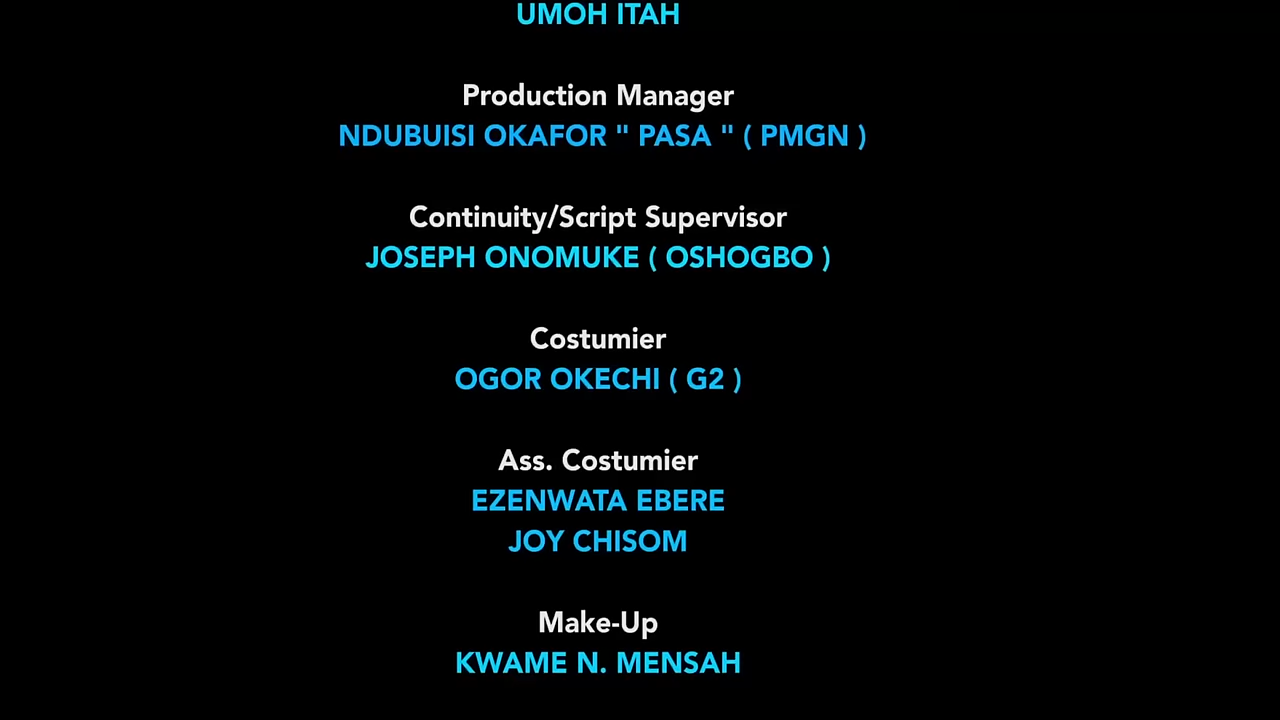 UMOH ITAH
Production Manager
NDUBUISI OKAFOR " PASA " ( PMGN )
Continuity/Script Supervisor
JOSEPH ONOMUKE ( OSHOGBO )
Costumier
OGOR OKECHI ( G2 )
Ass. Costumier
EZENWATA EBERE
JOY CHISOM
Make-Up
KWAME N. MENSAH